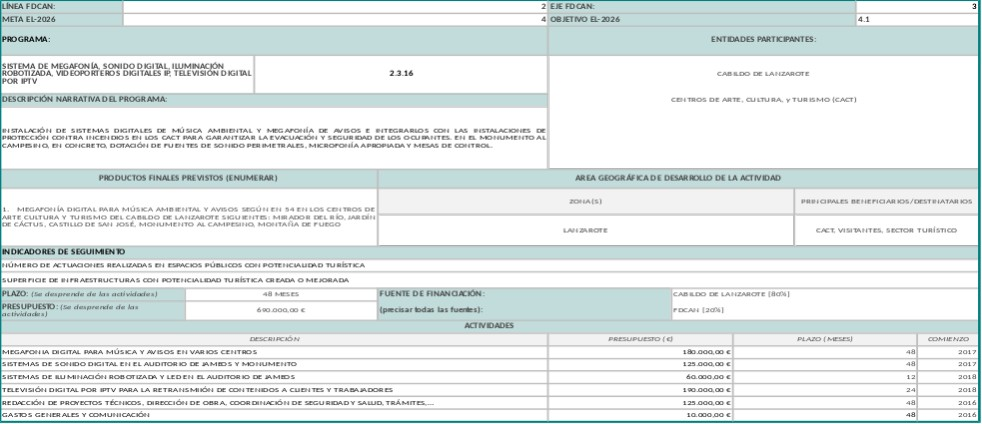 LÍNEA FDCAN: 2 EJE FDCAN: 3
META EL-2026 4 OBJETIVO EL-2026 4.1
PROGRAMA: ENTIDADES PARTICIPANTES:
SISTEMA DE MEGAFONÍA, SONIDO DIGITAL, ILUMINACIÓN
ROBOTIZADA, VIDEOPORTEROS DIGITALES IP, TELEVISIÓN DIGITAL
POR IPTV
2.3.16
CABILDO DE LANZAROTE
CENTROS DE ARTE, CULTURA, y TURISMO (CACT)
DESCRIPCIÓN NARRATIVA DEL PROGRAMA:
INSTALACIÓN DE SISTEMAS DIGITALES DE MÚSICA AMBIENTAL Y MEGAFONÍA DE AVISOS E INTEGRARLOS CON LAS INSTALACIONES DE
PROTECCIÓN CONTRA INCENDIOS EN LOS CACT PARA GARANTIZAR LA EVACUACIÓN Y SEGURIDAD DE LOS OCUPANTES. EN EL MONUMENTO AL
CAMPESINO, EN CONCRETO, DOTACIÓN DE FUENTES DE SONIDO PERIMETRALES, MICROFONÍA APROPIADA Y MESAS DE CONTROL.
PRODUCTOS FINALES PREVISTOS (ENUMERAR) AREA GEOGRÁFICA DE DESARROLLO DE LA ACTIVIDAD
ZONA(S) PRINCIPALES BENEFICIARIOS/DESTINATARIOS
1. MEGAFONÍA DIGITAL PARA MÚSICA AMBIENTAL Y AVISOS SEGÚN EN 54 EN LOS CENTROS DE
ARTE CULTURA Y TURISMO DEL CABILDO DE LANZAROTE SIGUIENTES: MIRADOR DEL RÍO, JARDÍN
DE CÁCTUS, CASTILLO DE SAN JOSÉ, MONUMENTO AL CAMPESINO, MONTAÑA DE FUEGO
LANZAROTE CACT, VISITANTES, SECTOR TURÍSTICO
INDICADORES DE SEGUIMIENTO
NÚMERO DE ACTUACIONES REALIZADAS EN ESPACIOS PÚBLICOS CON POTENCIALIDAD TURÍSTICA
SUPERFICIE DE INFRAESTRUCTURAS CON POTENCIALIDAD TURÍSTICA CREADA O MEJORADA
PLAZO: (Se desprende de las actividades) 48 MESES FUENTE DE FINANCIACIÓN: CABILDO DE LANZAROTE (80%)
PRESUPUESTO: (Se desprende de las
actividades)
690.000,00 € (precisar todas las fuentes): FDCAN (20%)
ACTIVIDADES
DESCRIPCIÓN PRESUPUESTO (€) PLAZO (MESES) COMIENZO
MEGAFONIA DIGITAL PARA MÚSICA Y AVISOS EN VARIOS CENTROS 180.000,00 € 48 2017
SISTEMAS DE SONIDO DIGITAL EN EL AUDITORIO DE JAMEOS Y MONUMENTO 125.000,00 € 48 2017
SISTEMAS DE ILUMINACIÓN ROBOTIZADA Y LED EN EL AUDITORIO DE JAMEOS 60.000,00 € 12 2018
TELEVISIÓN DIGITAL POR IPTV PARA LA RETRANSMIIÓN DE CONTENIDOS A CLIENTES Y TRABAJADORES 190.000,00 € 24 2018
REDACCIÓN DE PROYECTOS TÉCNICOS, DIRECCIÓN DE OBRA, COORDINACIÓN DE SEGURIDAD Y SALUD, TRÁMITES,... 125.000,00 € 48 2016
GASTOS GENERALES Y COMUNICACIÓN 10.000,00 € 48 2016